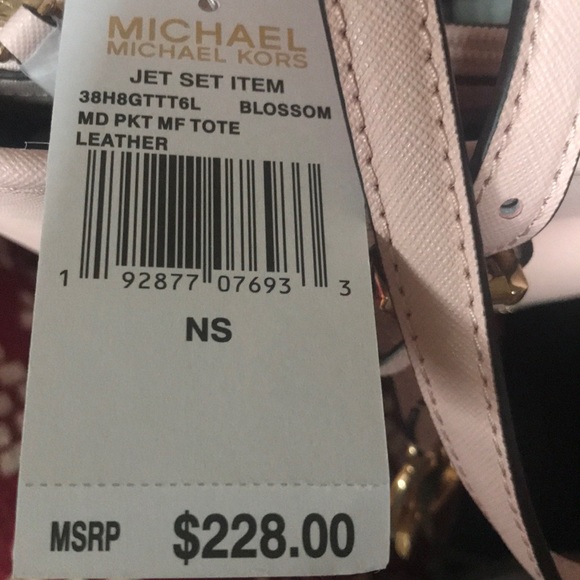 MICHAEL
MICHAEL KORS
JET SET ITEM
38H8GTTT6L BLOSSOM
MD PKT MF TOTE
LEATHER
1 92877 07693 3
NS
MSRP $228.00